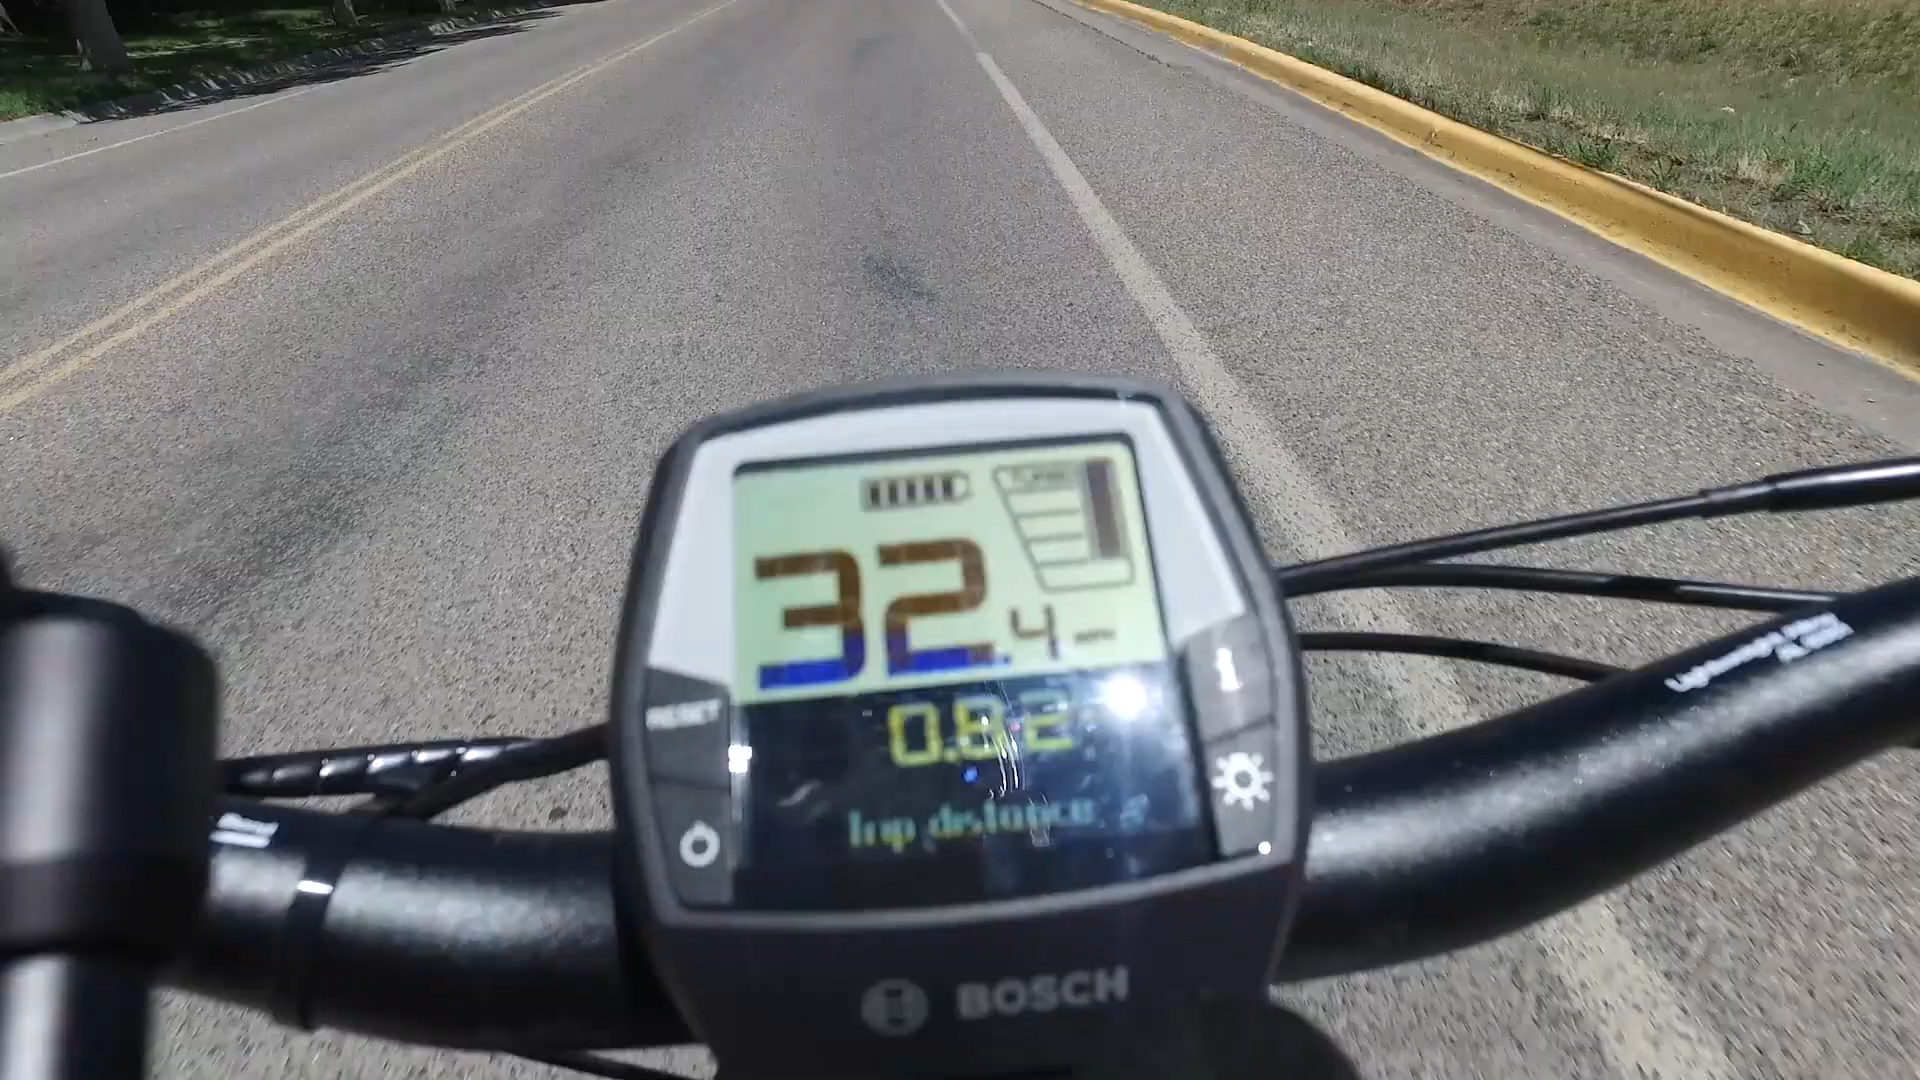 32.4
RESET
i
0.82
Trip distance
BOSCH